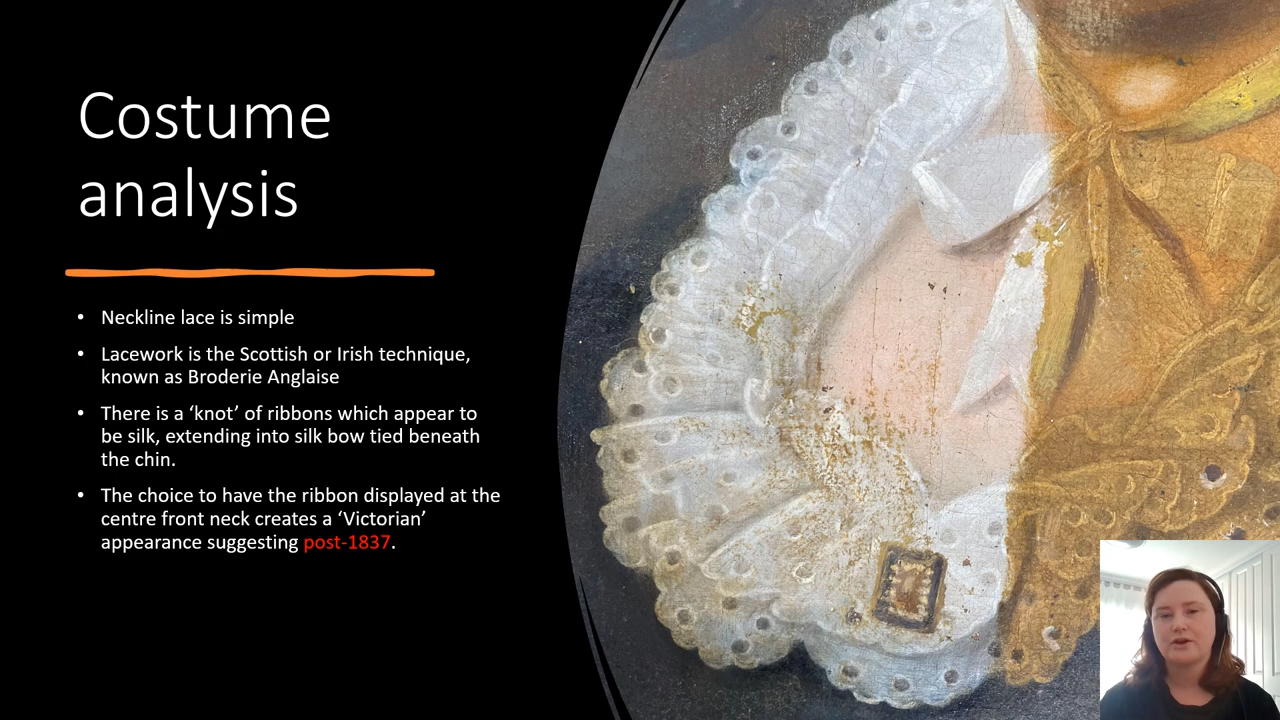 Costume
analysis
• Neckline lace is simple
• Lacework is the Scottish or Irish technique,
known as Broderie Anglaise
• There is a ‘knot’ of ribbons which appear to
be silk, extending into silk bow tied beneath
the chin.
• The choice to have the ribbon displayed at the
centre front neck creates a ‘Victorian’
appearance suggesting post-1837.